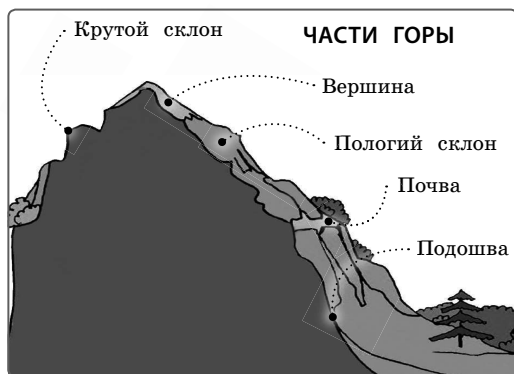 Крутой склон
ЧАСТИ ГОРЫ
Вершина
Пологий склон
Почва
Подошва